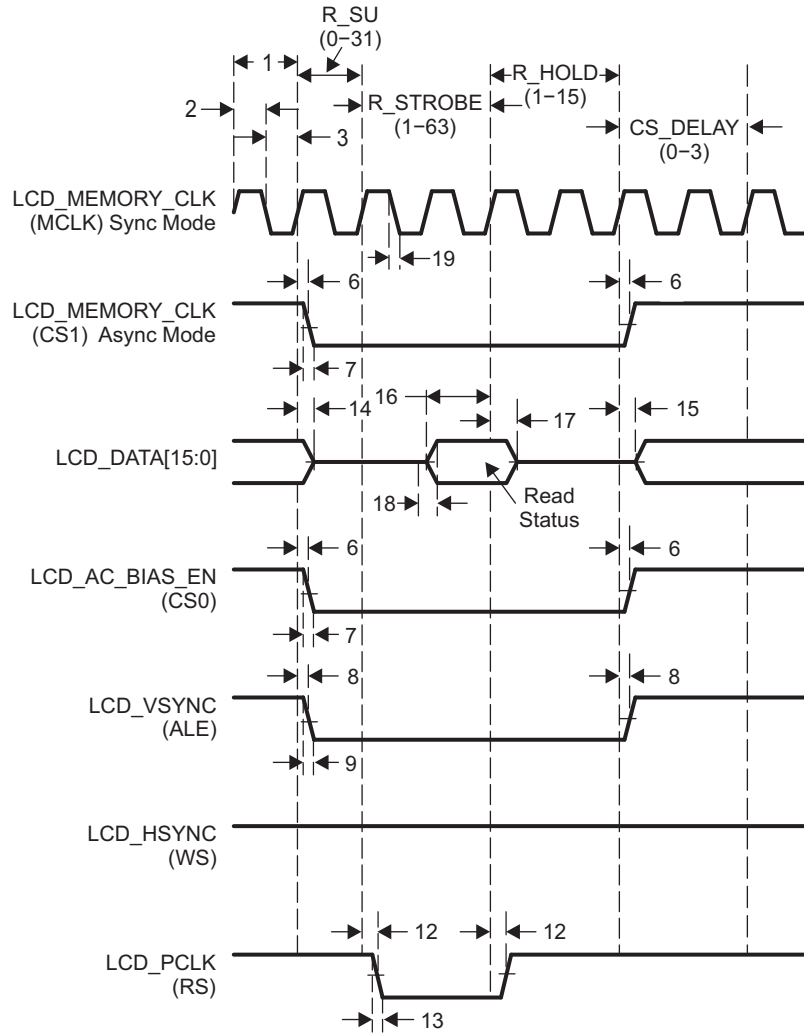 R_SU
(0−31)
1
R_HOLD
(1−15)
2
R_STROBE
(1−63)
CS_DELAY
(0−3)
3
LCD_MEMORY_CLK
(MCLK) Sync Mode
19
6
6
LCD_MEMORY_CLK
(CS1) Async Mode
7
16
14
17
15
LCD_DATA[15:0]
18
Read
Status
6
6
LCD_AC_BIAS_EN
(CS0)
7
8
8
LCD_VSYNC
(ALE)
9
LCD_HSYNC
(WS)
12
12
LCD_PCLK
(RS)
13